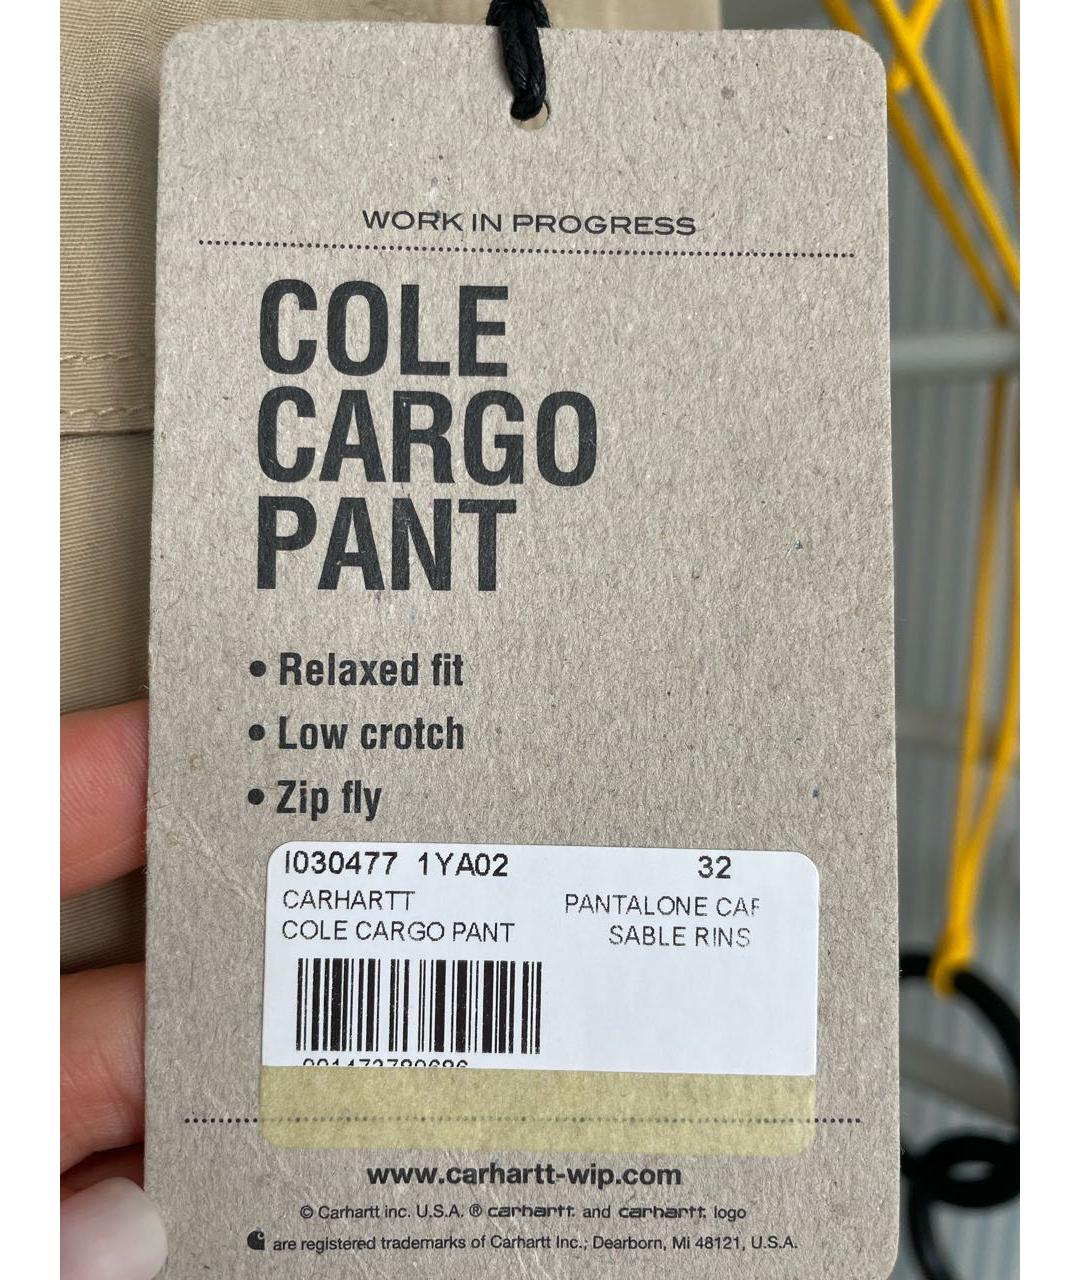 WORK IN PROGRESS
COLE
CARGO
PANT
• Relaxed fit
• Low crotch
• Zip fly
I030477 1YA02 32
CARHARTT PANTALONE CAR
COLE CARGO PANT SABLE RINS
www.carhartt-wip.com
© Carhartt inc. U.S.A. ® carhartt. and carhartt. logo
are registered trademarks of Carhartt Inc.; Dearborn, Mi 48121, U.S.A.